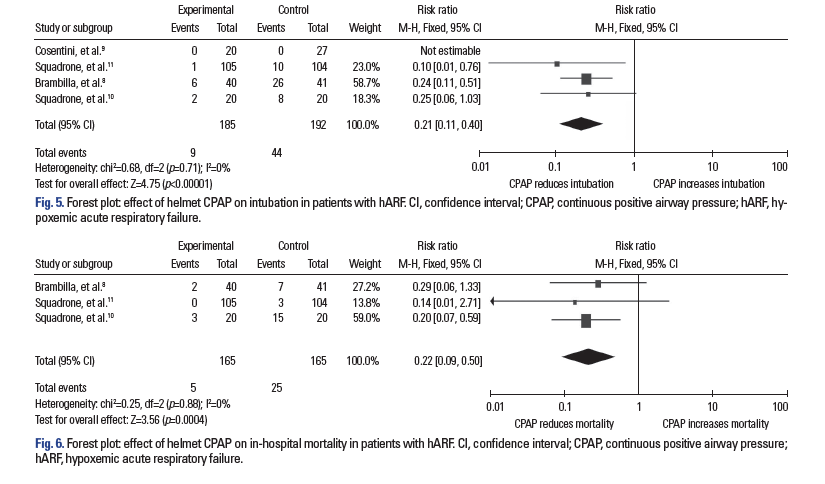 Experimental Control Risk ratio Risk ratio
Study or subgroup Events Total Events Total Weight M-H, Fixed, 95% CI M-H, Fixed, 95% CI
Cosentini, et al.⁹ 0 20 0 27 Not estimable
Squadrone, et al.¹¹ 1 105 10 104 23.0% 0.10 [0.01, 0.76]
Brambilla, et al.⁸ 6 40 26 41 58.7% 0.24 [0.11, 0.51]
Squadrone, et al.¹⁰ 2 20 8 20 18.3% 0.25 [0.06, 1.03]
Total (95% CI) 185 192 100.0% 0.21 [0.11, 0.40]
Total events 9 44
Heterogeneity: chi²=0.68, df=2 (p=0.71); I²=0%
Test for overall effect: Z=4.75 (p<0.00001)
0.01 0.1 1 10 100
CPAP reduces intubation CPAP increases intubation
Fig. 5. Forest plot: effect of helmet CPAP on intubation in patients with hARF. CI, confidence interval; CPAP, continuous positive airway pressure; hARF, hy-
poxemic acute respiratory failure.
Experimental Control Risk ratio Risk ratio
Study or subgroup Events Total Events Total Weight M-H, Fixed, 95% CI M-H, Fixed, 95% CI
Brambilla, et al.⁸ 2 40 7 41 27.2% 0.29 [0.06, 1.33]
Squadrone, et al.¹¹ 0 105 3 104 13.8% 0.14 [0.01, 2.71]
Squadrone, et al.¹⁰ 3 20 15 20 59.0% 0.20 [0.07, 0.59]
Total (95% CI) 165 165 100.0% 0.22 [0.09, 0.50]
Total events 5 25
Heterogeneity: chi²=0.25, df=2 (p=0.88); I²=0%
Test for overall effect: Z=3.56 (p=0.0004)
0.01 0.1 1 10 100
CPAP reduces mortality CPAP increases mortality
Fig. 6. Forest plot: effect of helmet CPAP on in-hospital mortality in patients with hARF. CI, confidence interval; CPAP, continuous positive airway pressure;
hARF, hypoxemic acute respiratory failure.